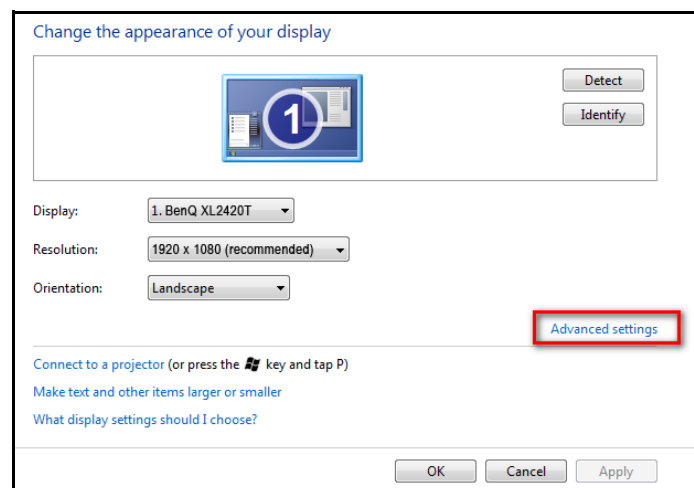 Change the appearance of your display
1
Detect
Identify
Display:
1. BenQ XL2420T
Resolution:
1920 x 1080 (recommended)
Orientation:
Landscape
Advanced settings
Connect to a projector (or press the key and tap P)
Make text and other items larger or smaller
What display settings should I choose?
OK
Cancel
Apply